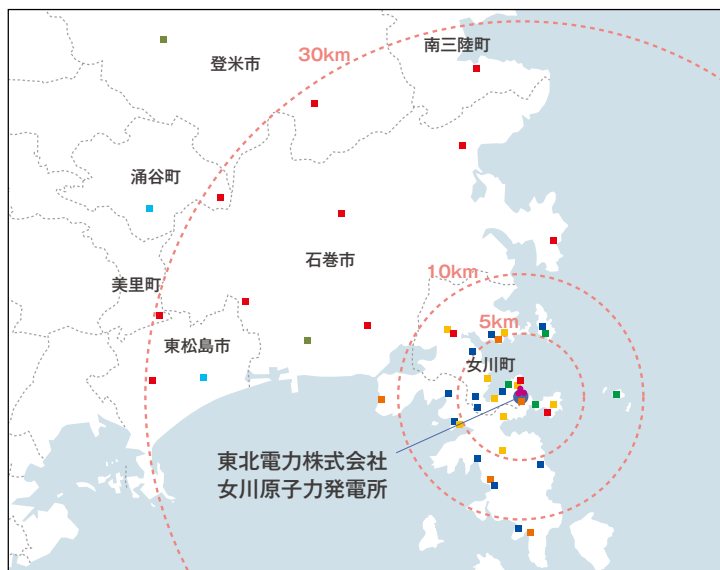 30km
南三陸町
登米市
涌谷町
石巻市
10km
美里町
5km
東松島市
女川町
東北電力株式会社
女川原子力発電所